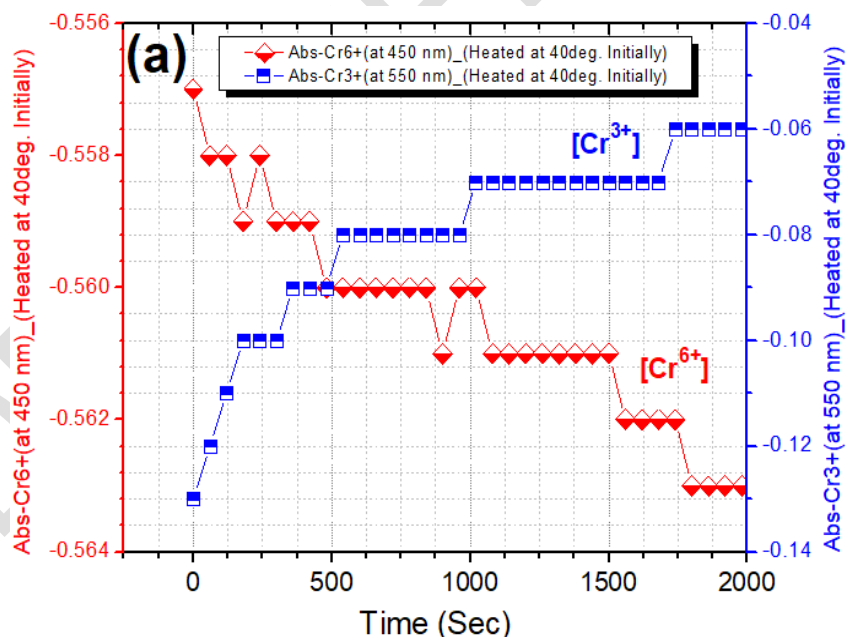 (a)
Abs-Cr6+(at 450 nm)_(Heated at 40deg. Initially)
Abs-Cr3+(at 550 nm)_(Heated at 40deg. Initially)
[Cr3+]
[Cr6+]
Abs-Cr6+(at 450 nm)_(Heated at 40deg. Initially)
-0.556
-0.558
-0.560
-0.562
-0.564
-0.04
-0.06
-0.08
-0.10
-0.12
-0.14
Abs-Cr3+(at 550 nm)_(Heated at 40deg. Initially)
0 500 1000 1500 2000
Time (Sec)